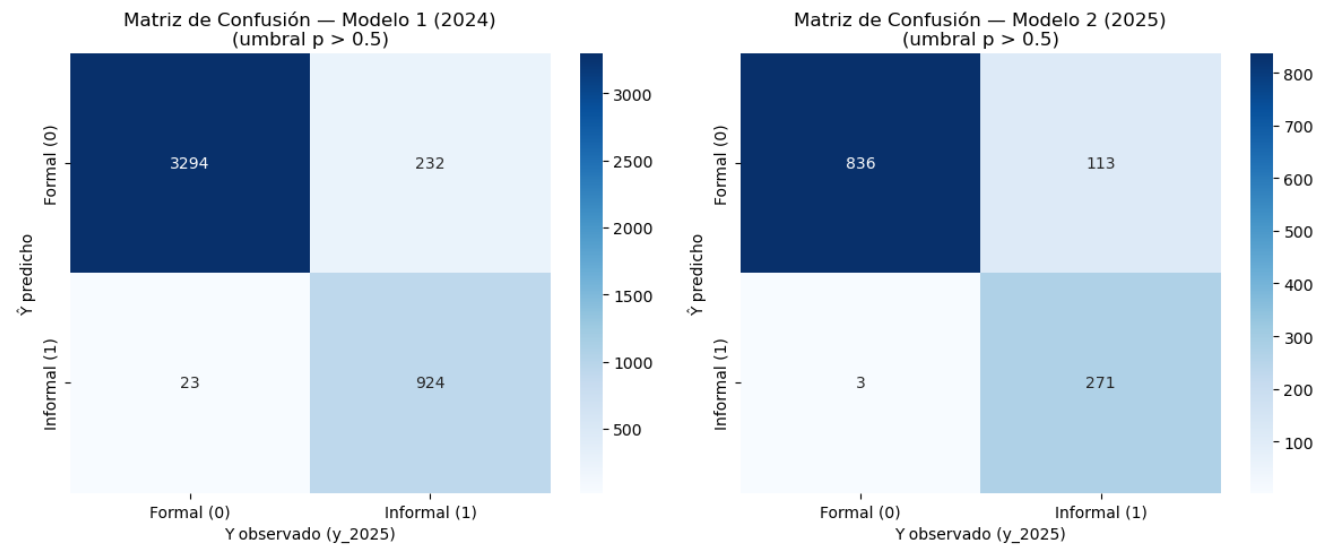 Matriz de Confusión — Modelo 1 (2024)
(umbral p > 0.5)
Ŷ predicho
Formal (0)
Informal (1)
3294
232
23
924
Formal (0)
Informal (1)
Y observado (y_2025)
3000
2500
2000
1500
1000
500
Matriz de Confusión — Modelo 2 (2025)
(umbral p > 0.5)
Ŷ predicho
Formal (0)
Informal (1)
836
113
3
271
Formal (0)
Informal (1)
Y observado (y_2025)
800
700
600
500
400
300
200
100